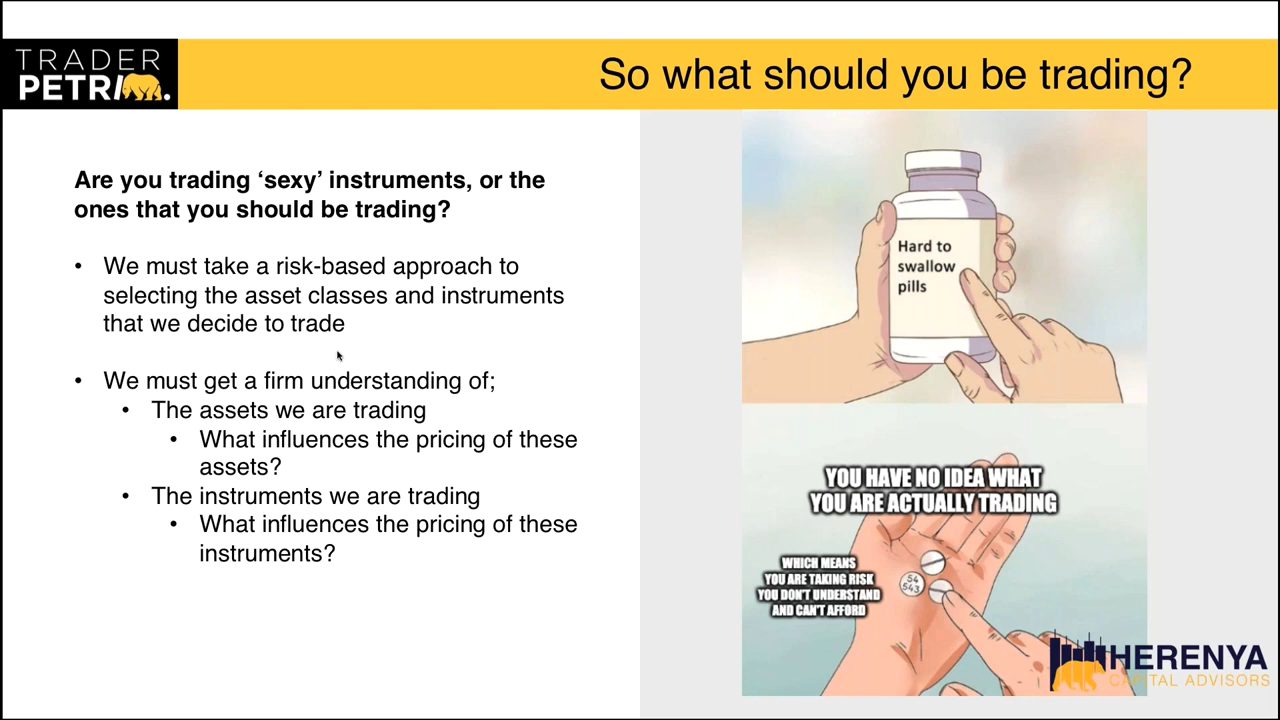 TRADER
PETRI.
So what should you be trading?
Are you trading ‘sexy’ instruments, or the
ones that you should be trading?
• We must take a risk-based approach to
selecting the asset classes and instruments
that we decide to trade
• We must get a firm understanding of;
• The assets we are trading
• What influences the pricing of these
assets?
• The instruments we are trading
• What influences the pricing of these
instruments?
Hard to
swallow
pills
YOU HAVE NO IDEA WHAT
YOU ARE ACTUALLY TRADING
WHICH MEANS
YOU ARE TAKING RISK
YOU DON'T UNDERSTAND
AND CAN'T AFFORD
54
543
HERENYA
CAPITAL ADVISORS